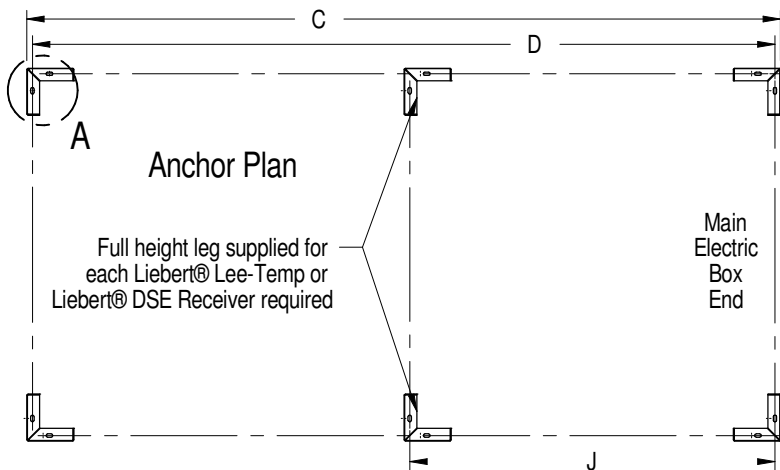 C
D
A
Anchor Plan
Full height leg supplied for
each Liebert® Lee-Temp or
Liebert® DSE Receiver required
Main
Electric
Box
End
J